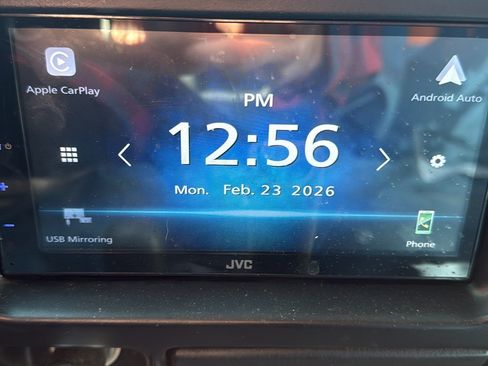 Apple CarPlay
Android Auto
PM
12:56
Mon. Feb. 23 2026
USB Mirroring
Phone
JVC